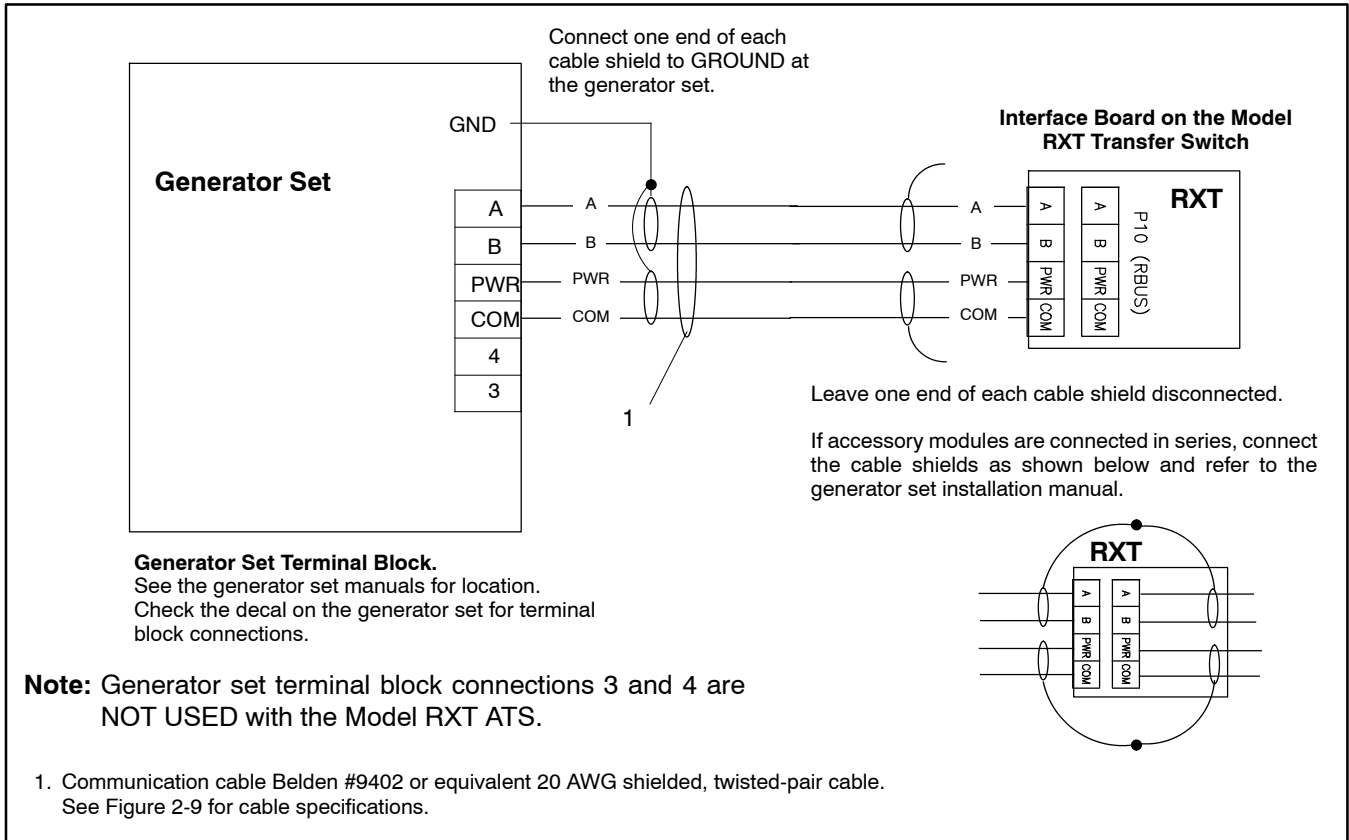 Connect one end of each
cable shield to GROUND at
the generator set.
GND
Generator Set
A
B
PWR
COM
4
3
A
B
PWR
COM
1
Interface Board on the Model
RXT Transfer Switch
A
B
PWR
COM
A
B
PWR
COM
A
B
PWR
COM
P10 (RBUS)
RXT
Leave one end of each cable shield disconnected.
If accessory modules are connected in series, connect
the cable shields as shown below and refer to the
generator set installation manual.
RXT
A
B
PWR
COM
A
B
PWR
COM
Generator Set Terminal Block.
See the generator set manuals for location.
Check the decal on the generator set for terminal
block connections.
Note: Generator set terminal block connections 3 and 4 are
NOT USED with the Model RXT ATS.
1. Communication cable Belden #9402 or equivalent 20 AWG shielded, twisted-pair cable.
See Figure 2-9 for cable specifications.